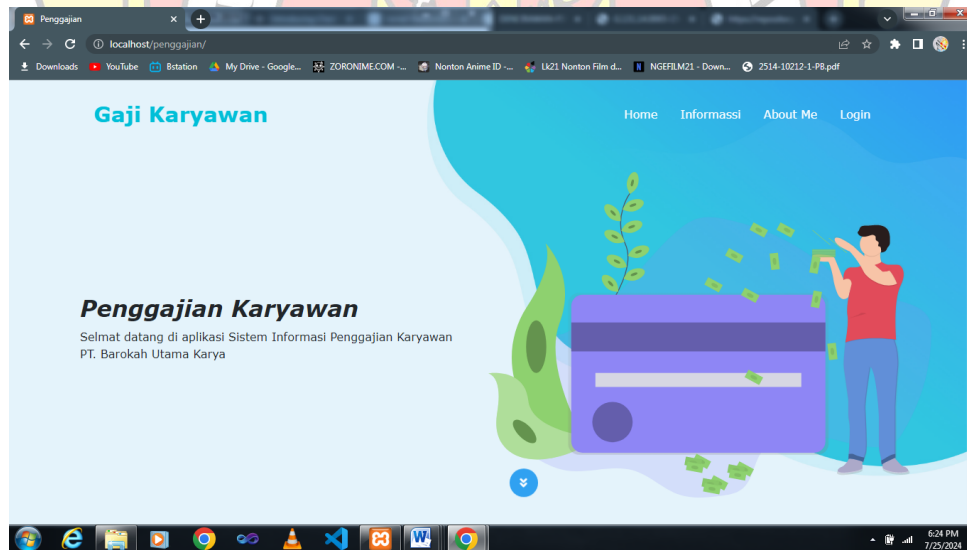 Penggajian
localhost/penggajian/
Downloads YouTube Bstation My Drive - Google... ZORONIME.COM -... Nonton Anime ID -... Lk21 Nonton Film d... NGEFILM21 - Down... 2514-10212-1-PB.pdf
Gaji Karyawan
Home Informassi About Me Login
Penggajian Karyawan
Selmat datang di aplikasi Sistem Informasi Penggajian Karyawan
PT. Barokah Utama Karya
6:24 PM
7/25/2024